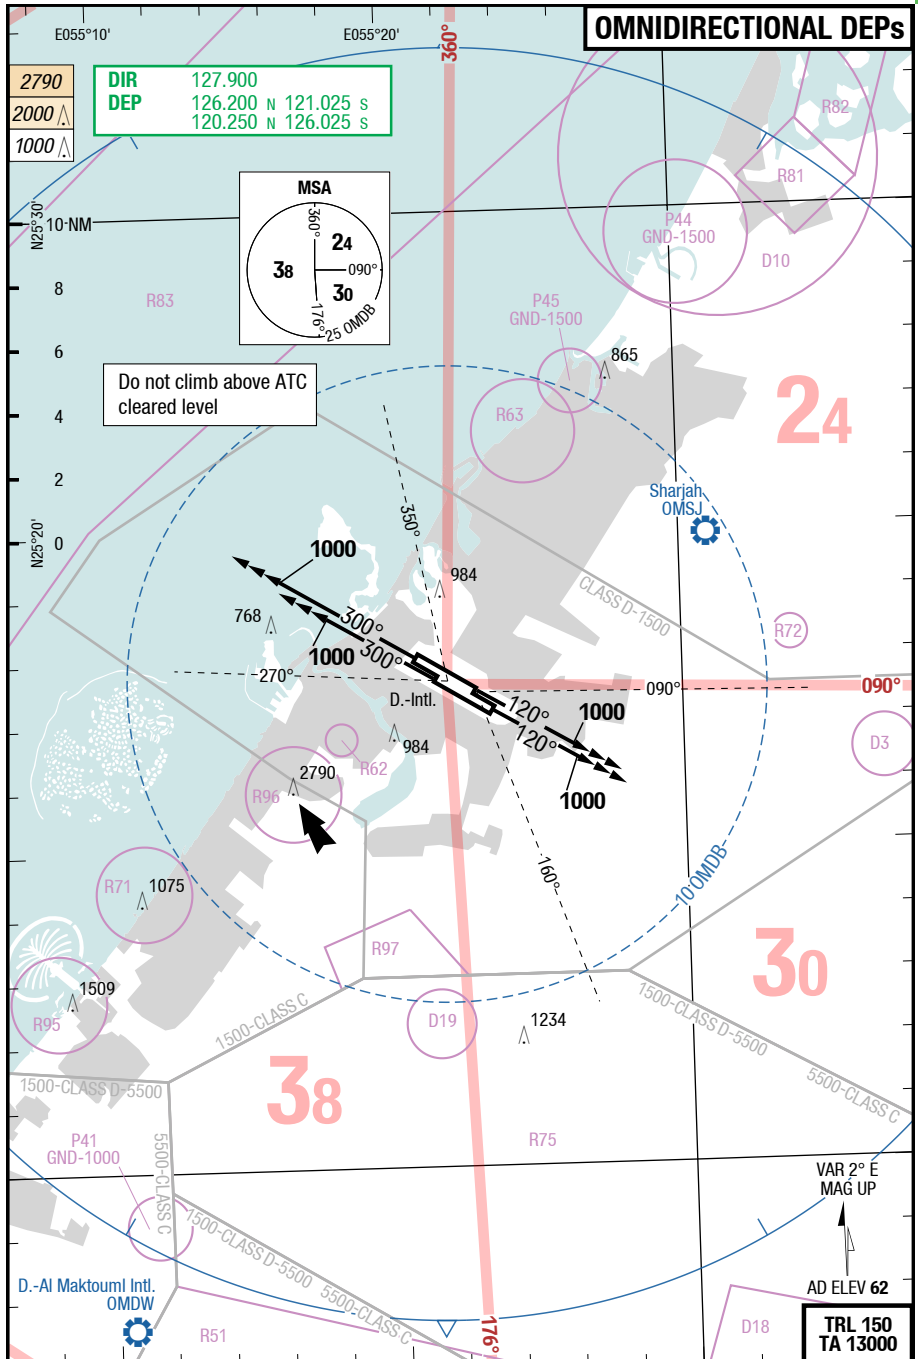 OMNIDIRECTIONAL DEPs
E055°10'
E055°20'
360°
2790
2000
1000
DIR 127.900
DEP 126.200 N 121.025 S
120.250 N 126.025 S
R82
R81
MSA
360°
24
38
090°
30
176°
25 OMDB
P44
GND-1500
D10
N25°30'
10 NM
8
6
4
2
0
N25°20'
R83
P45
GND-1500
865
Do not climb above ATC
cleared level
R63
24
Sharjah
OMSJ
350°
1000
984
CLASS D-1500
768
300°
R72
1000
300°
270°
090°
090°
D.-Intl.
120°
1000
120°
984
D3
R62
2790
R96
1000
10 OMDB
160°
R71
1075
R97
30
1509
R95
D19
1234
1500-CLASS C
1500-CLASS D-5500
5500-CLASS C
38
1500-CLASS D-5500
P41
GND-1000
R75
5500-CLASS C
VAR 2° E
MAG UP
1500-CLASS D-5500
5500-CLASS C
D.-Al Maktouml Intl.
OMDW
AD ELEV 62
R51
176°
D18
TRL 150
TA 13000